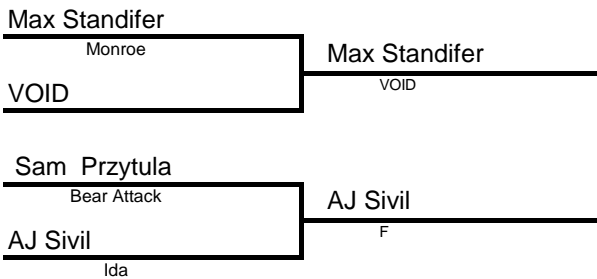 Max Standifer
Monroe
VOID
Max Standifer
VOID
Sam Przytula
Bear Attack
AJ Sivil
Ida
AJ Sivil
F